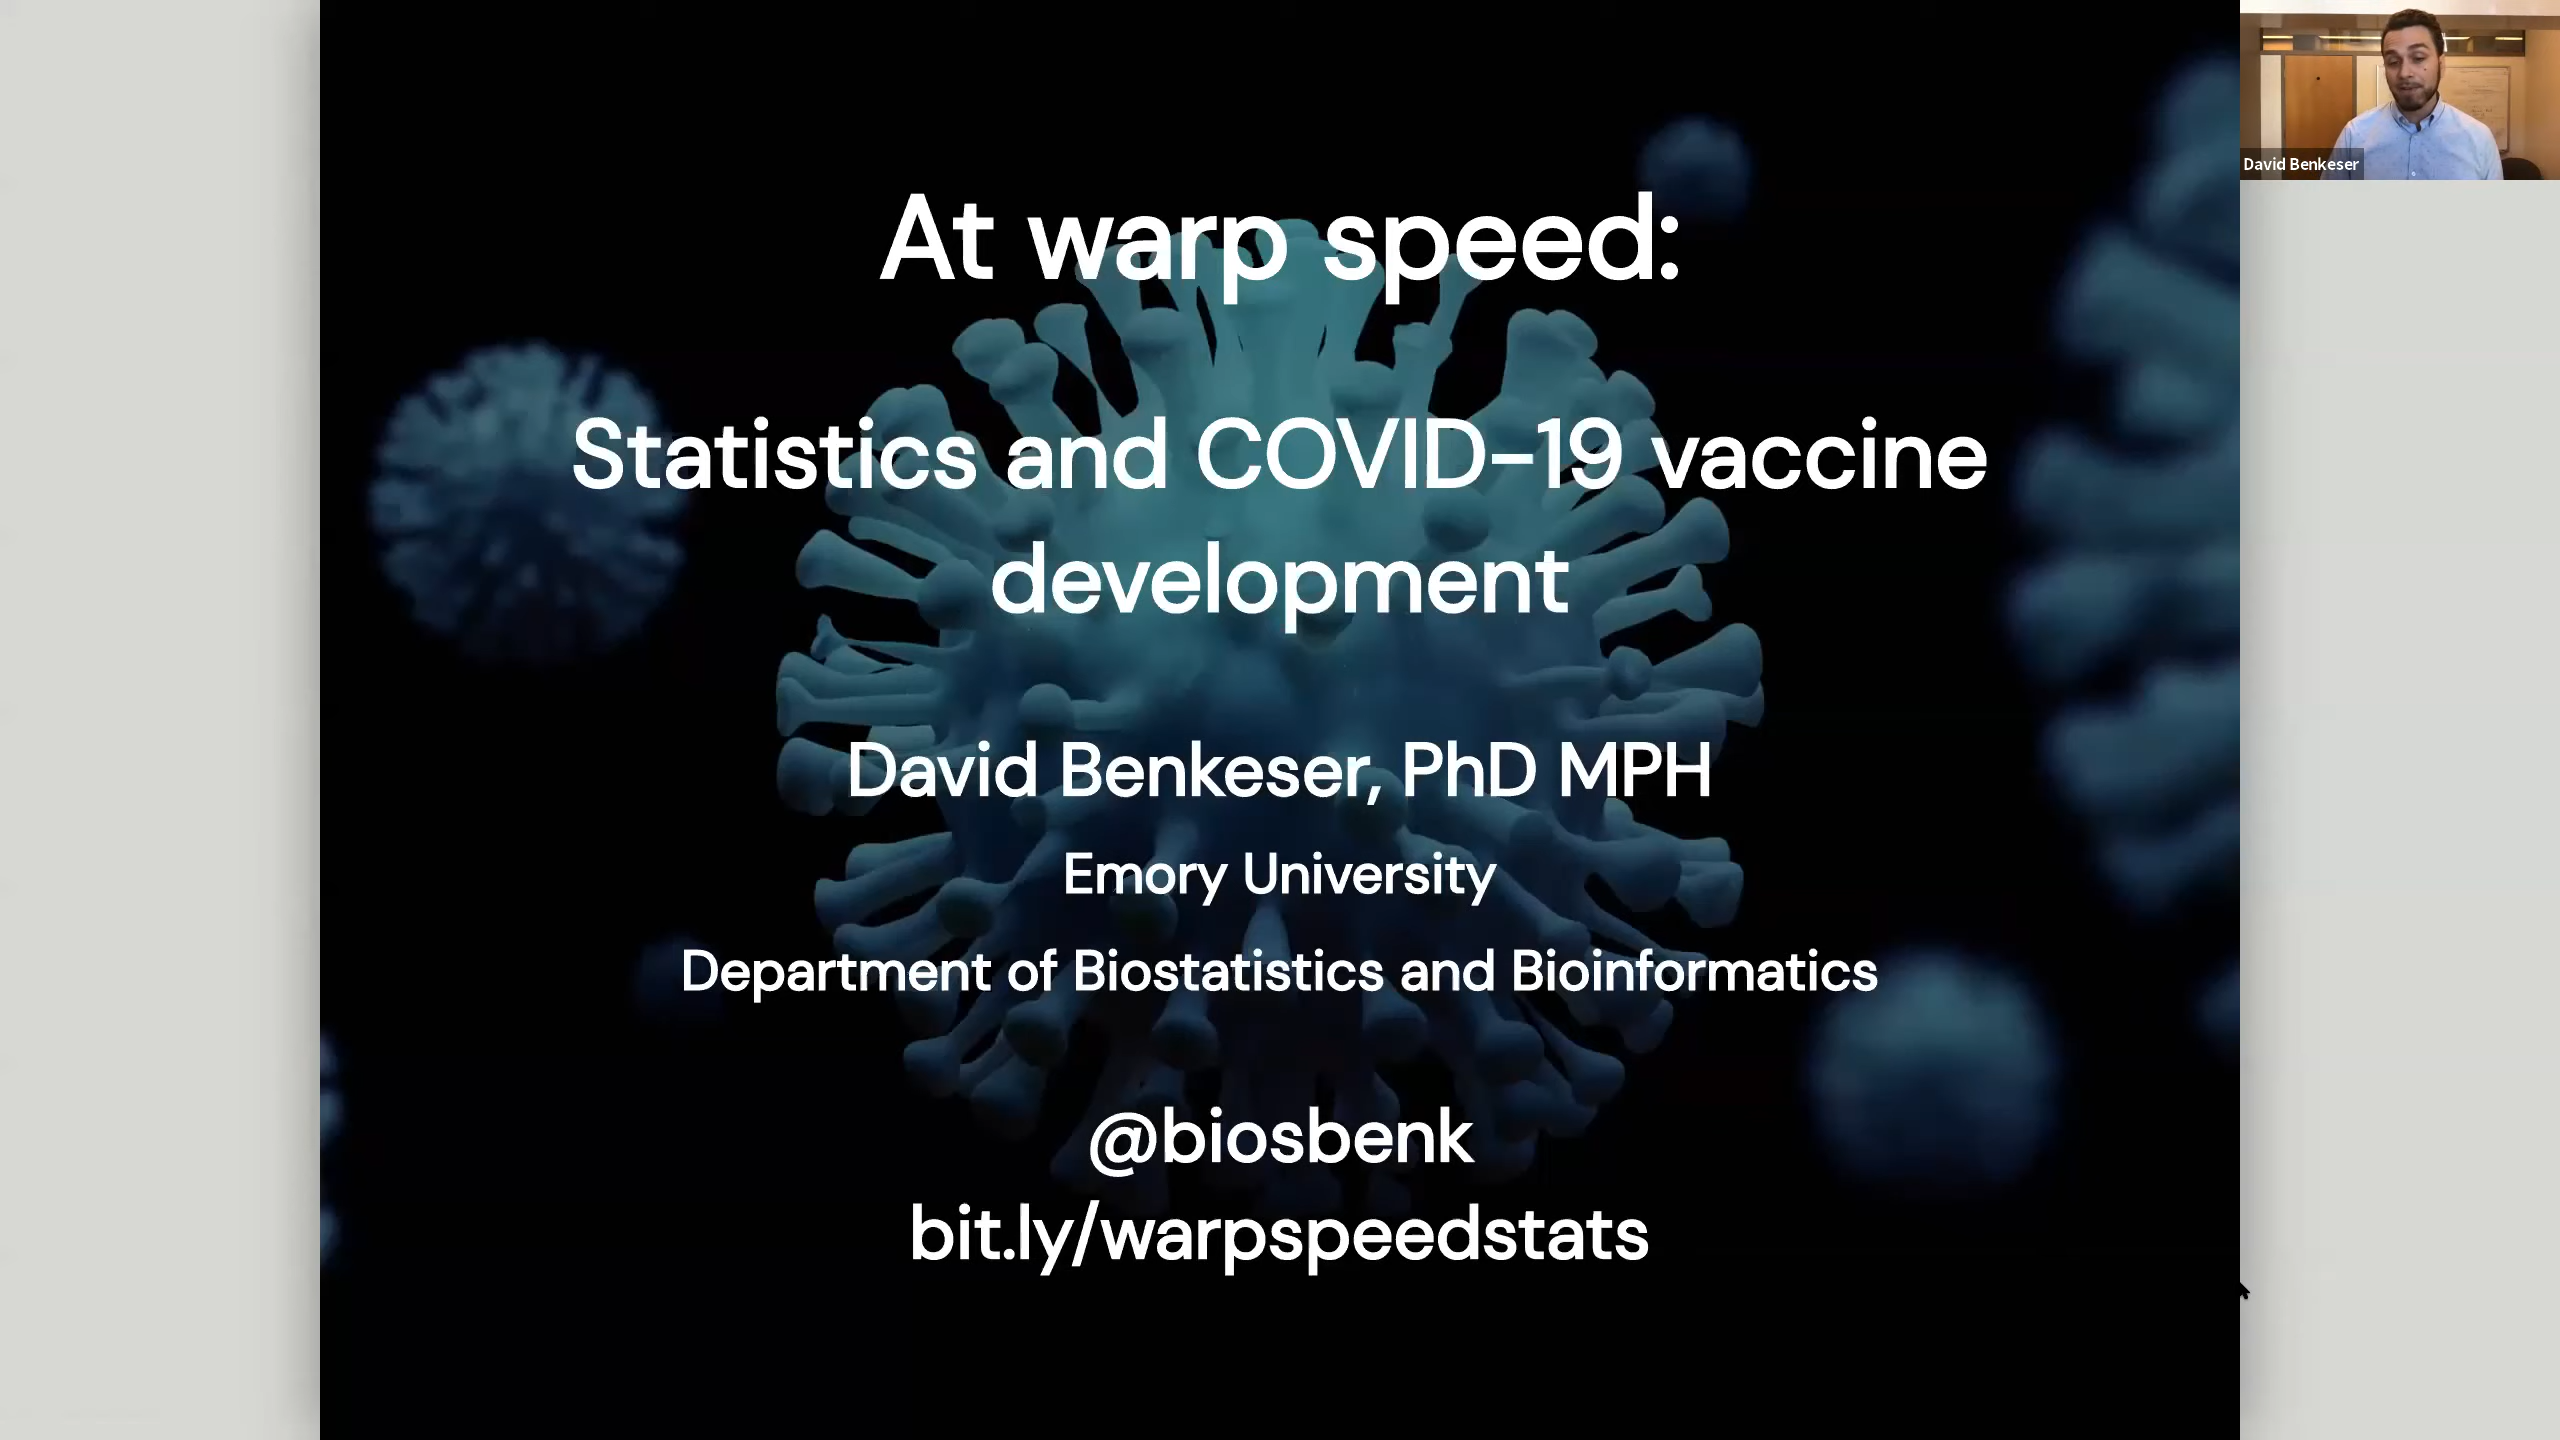 At warp speed:
Statistics and COVID-19 vaccine
development
David Benkeser, PhD MPH
Emory University
Department of Biostatistics and Bioinformatics
@biosbenk
bit.ly/warpspeedstats
David Benkeser